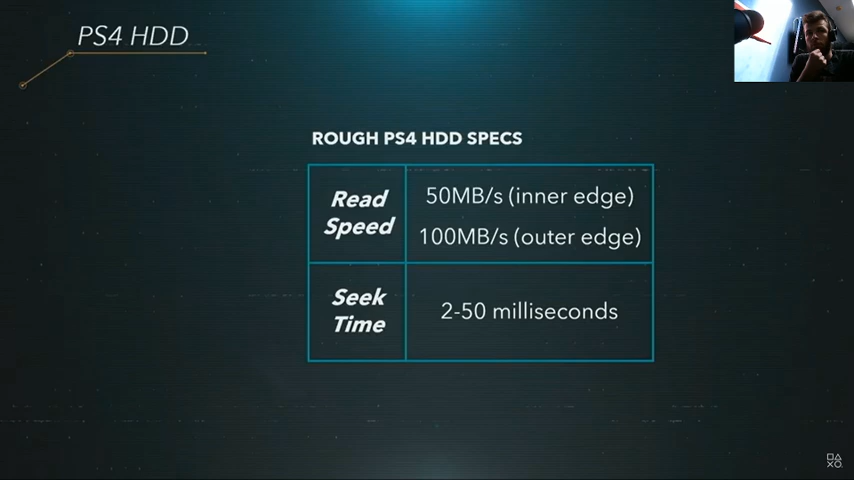 PS4 HDD
ROUGH PS4 HDD SPECS
Read
Speed
50MB/s (inner edge)
100MB/s (outer edge)
Seek
Time
2-50 milliseconds